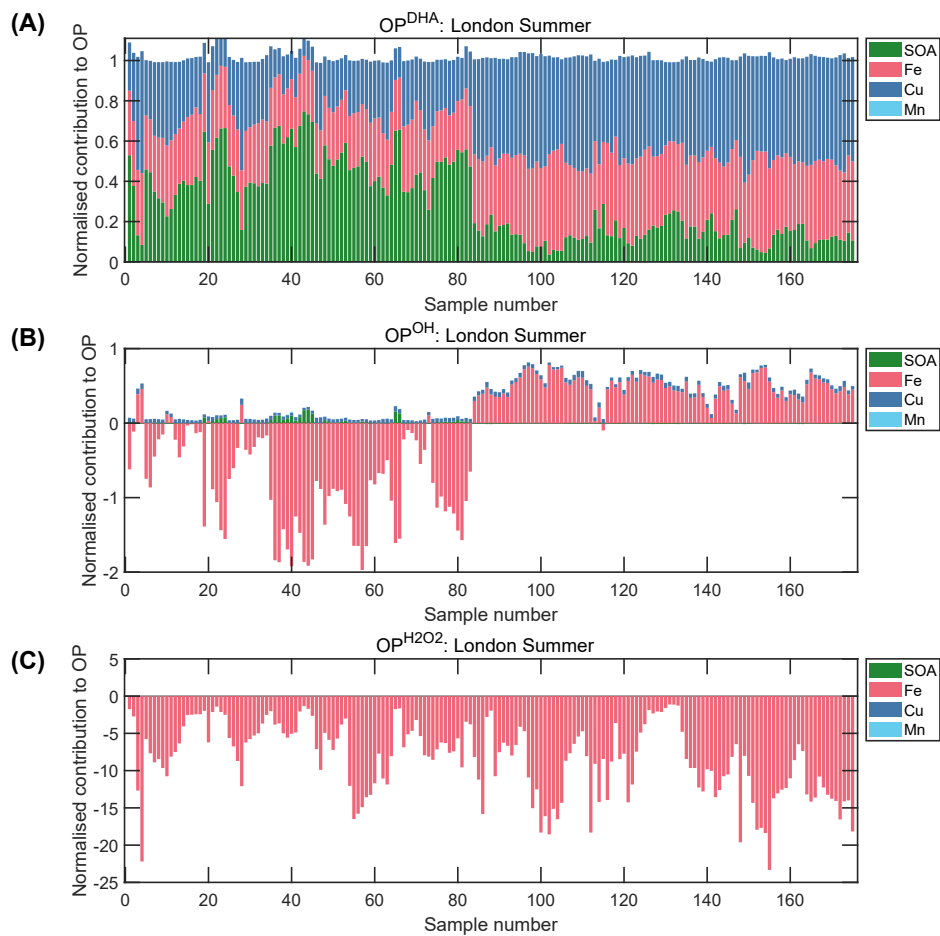 (A)
OP^DHA: London Summer
Normalised contribution to OP
1
0.8
0.6
0.4
0.2
0
0 20 40 60 80 100 120 140 160
Sample number
SOA
Fe
Cu
Mn
(B)
OP^OH: London Summer
Normalised contribution to OP
1
0
-1
-2
0 20 40 60 80 100 120 140 160
Sample number
SOA
Fe
Cu
Mn
(C)
OP^H2O2: London Summer
Normalised contribution to OP
5
0
-5
-10
-15
-20
-25
0 20 40 60 80 100 120 140 160
Sample number
SOA
Fe
Cu
Mn